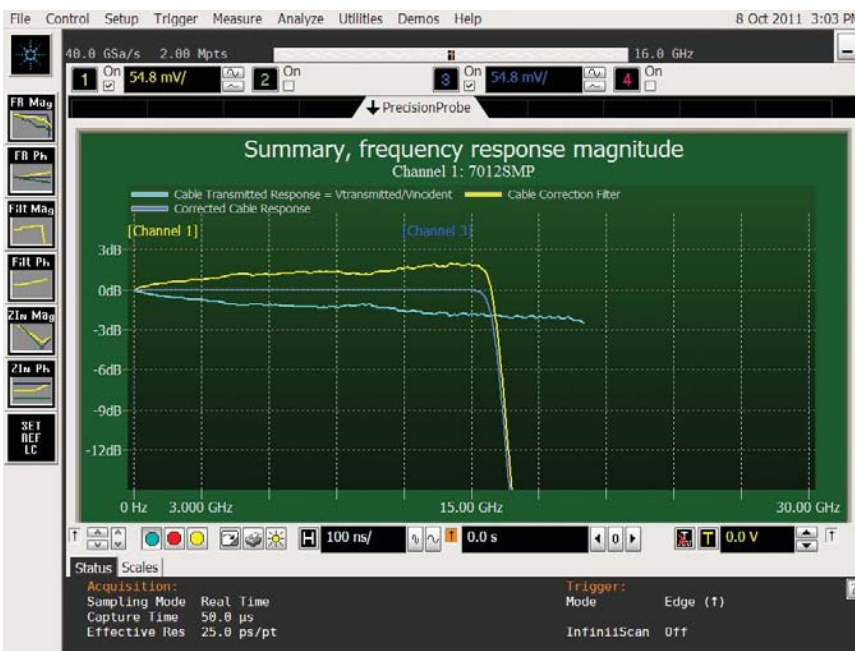 File Control Setup Trigger Measure Analyze Utilities Demos Help 8 Oct 2011 3:03 PM
40.0 GSa/s 2.00 Mpts 16.0 GHz
1 On 54.8 mV/ 2 On 3 On 54.8 mV/ 4 On
PrecisionProbe
FR Mag
FR Ph
Filt Mag
Filt Ph
ZIn Mag
ZIn Ph
SET
REF
LC
Summary, frequency response magnitude
Channel 1: 7012SMP
Cable Transmitted Response = Vtransmitted/Vincident Cable Correction Filter
Corrected Cable Response
[Channel 1] [Channel 3]
3dB
0dB
-3dB
-6dB
-9dB
-12dB
0 Hz 3.000 GHz 15.00 GHz 30.00 GHz
H 100 ns/ 0.0 s 0 T 0.0 V
Status Scales
Acquisition: Trigger:
Sampling Mode Real Time Mode Edge (↑)
Capture Time 50.0 µs
Effective Res 25.0 ps/pt InfiniiScan Off